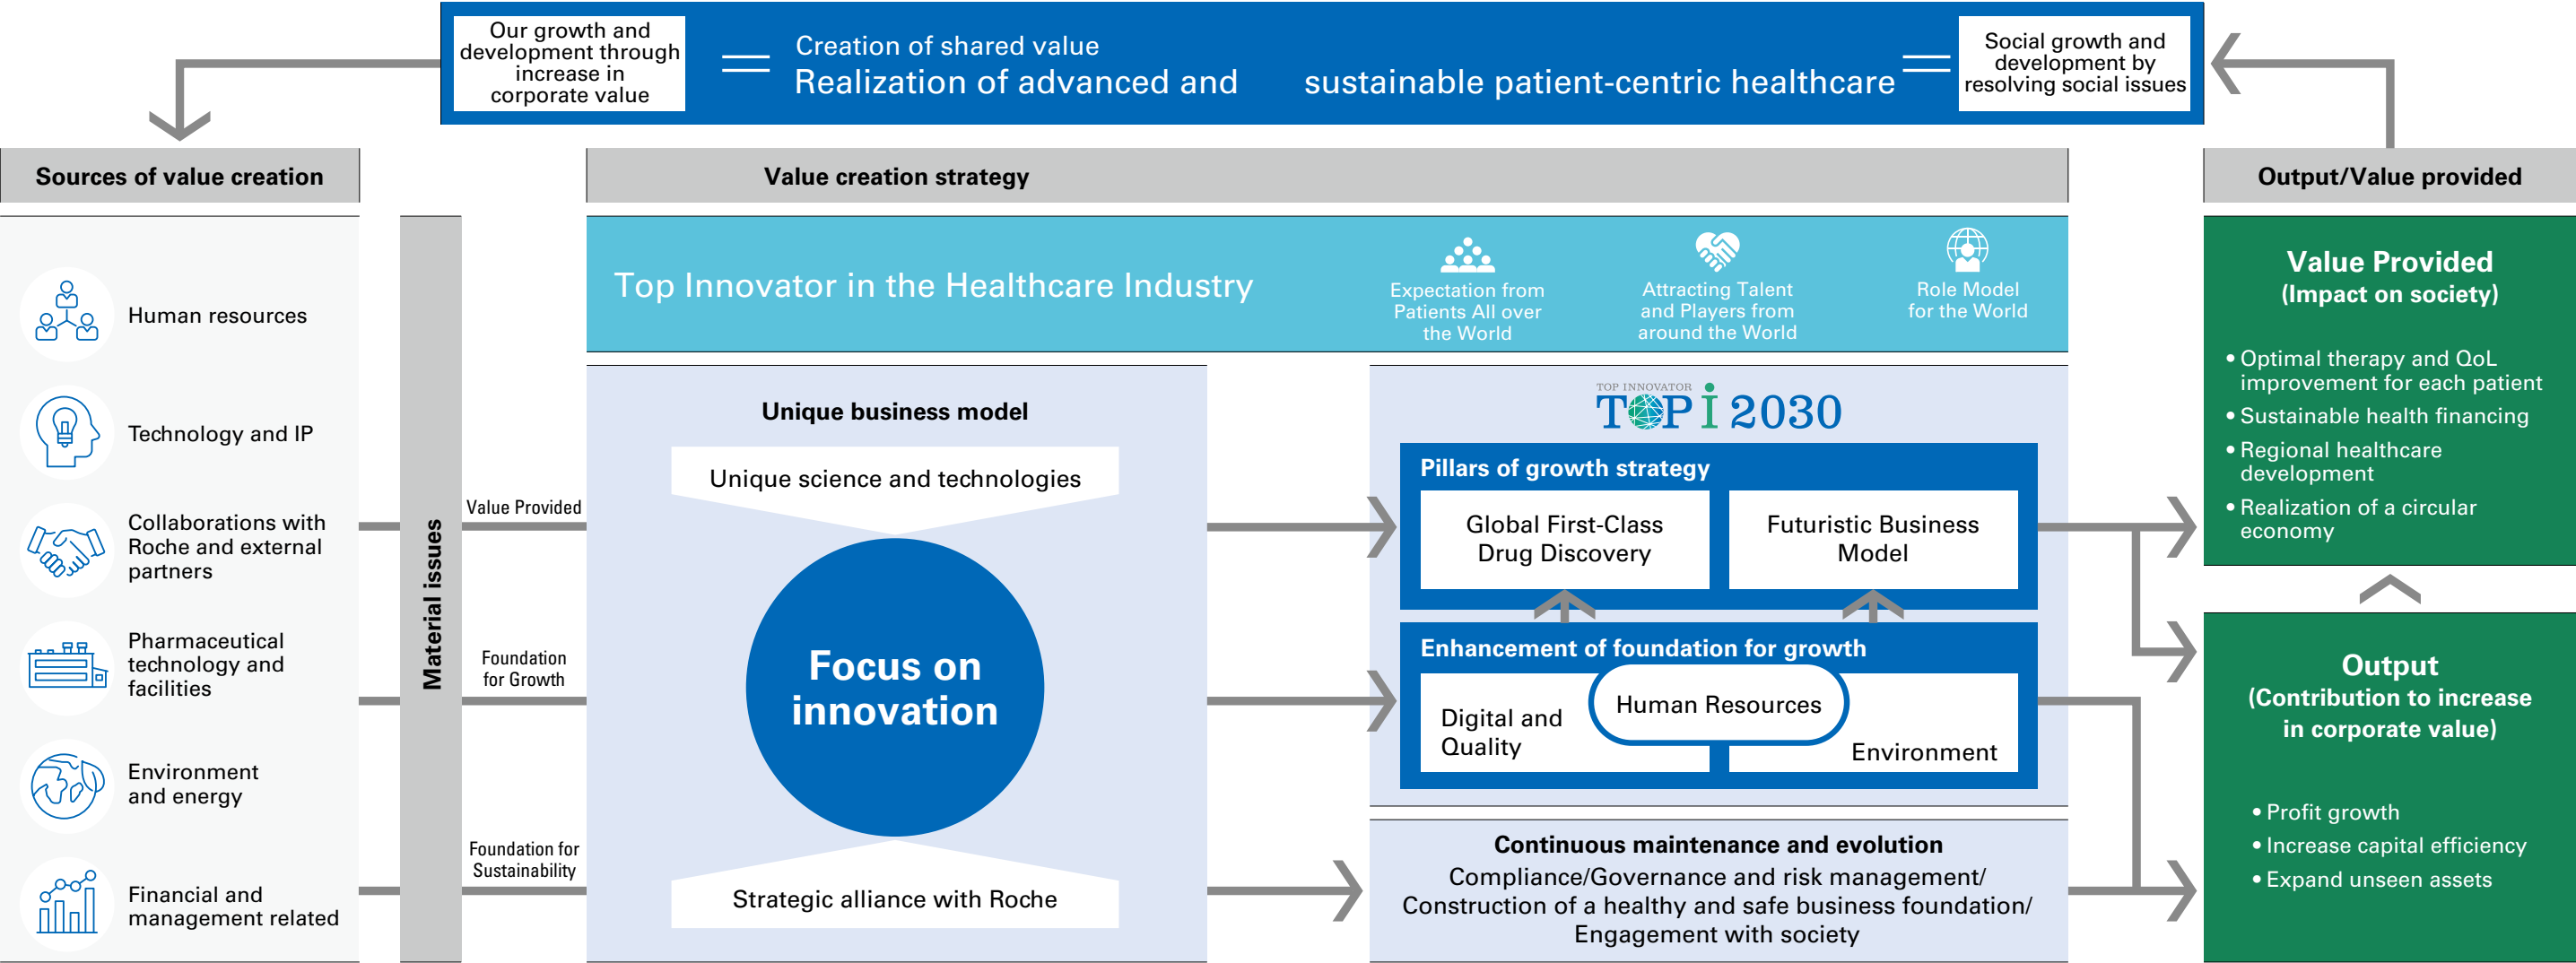 Our growth and
development through
increase in
corporate value
Creation of shared value
Realization of advanced and sustainable patient-centric healthcare
Social growth and
development by
resolving social issues
Sources of value creation
Human resources
Technology and IP
Collaborations with
Roche and external
partners
Pharmaceutical
technology and
facilities
Environment
and energy
Financial and
management related
Material issues
Value Provided
Foundation
for Growth
Foundation for
Sustainability
Value creation strategy
Top Innovator in the Healthcare Industry
Expectation from
Patients All over
the World
Attracting Talent
and Players from
around the World
Role Model
for the World
Unique business model
Unique science and technologies
Focus on
innovation
Strategic alliance with Roche
TOP INNOVATOR
TOP i 2030
Pillars of growth strategy
Global First-Class
Drug Discovery
Futuristic Business
Model
Enhancement of foundation for growth
Digital and
Quality
Human Resources
Environment
Continuous maintenance and evolution
Compliance/Governance and risk management/
Construction of a healthy and safe business foundation/
Engagement with society
Output/Value provided
Value Provided
(Impact on society)
• Optimal therapy and QoL
improvement for each patient
• Sustainable health financing
• Regional healthcare
development
• Realization of a circular
economy
Output
(Contribution to increase
in corporate value)
• Profit growth
• Increase capital efficiency
• Expand unseen assets